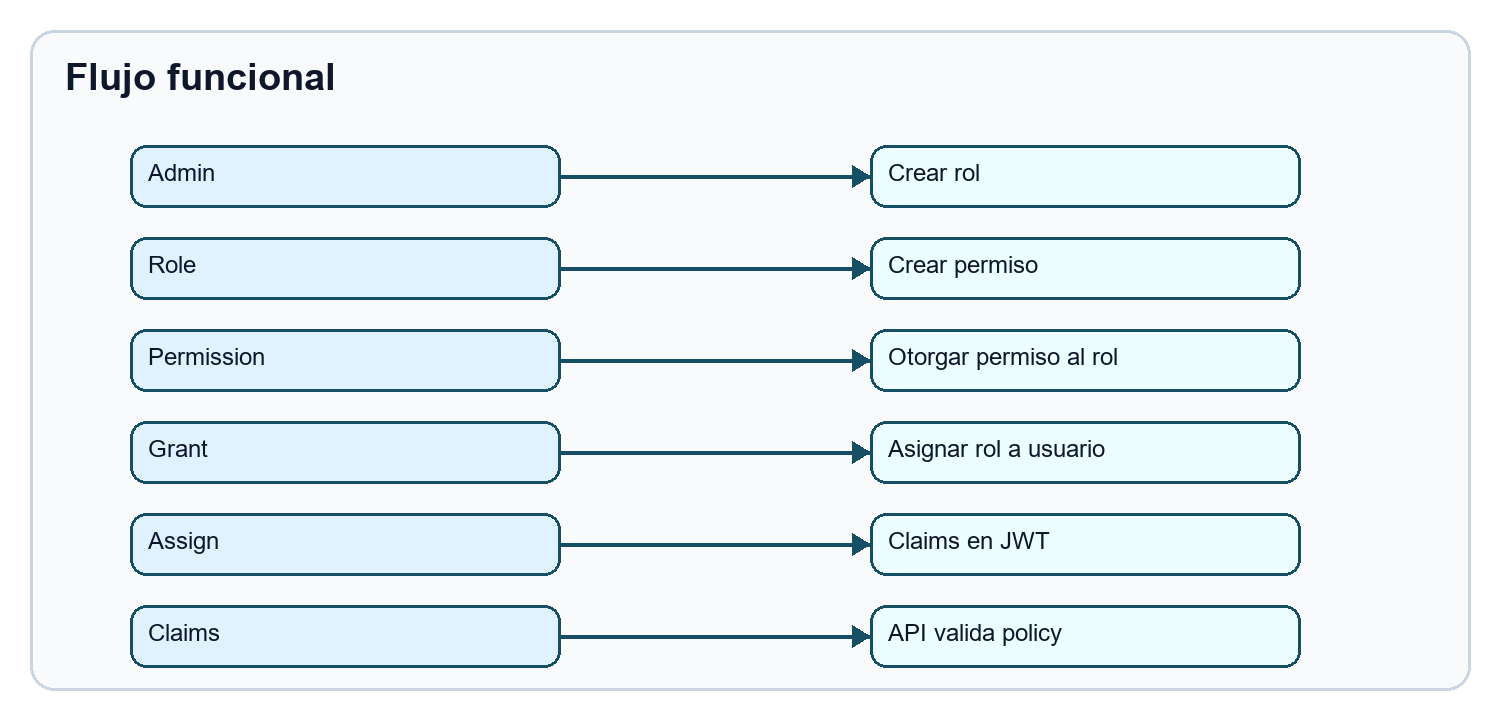 Flujo funcional
Admin
Crear rol
Role
Crear permiso
Permission
Otorgar permiso al rol
Grant
Asignar rol a usuario
Assign
Claims en JWT
Claims
API valida policy